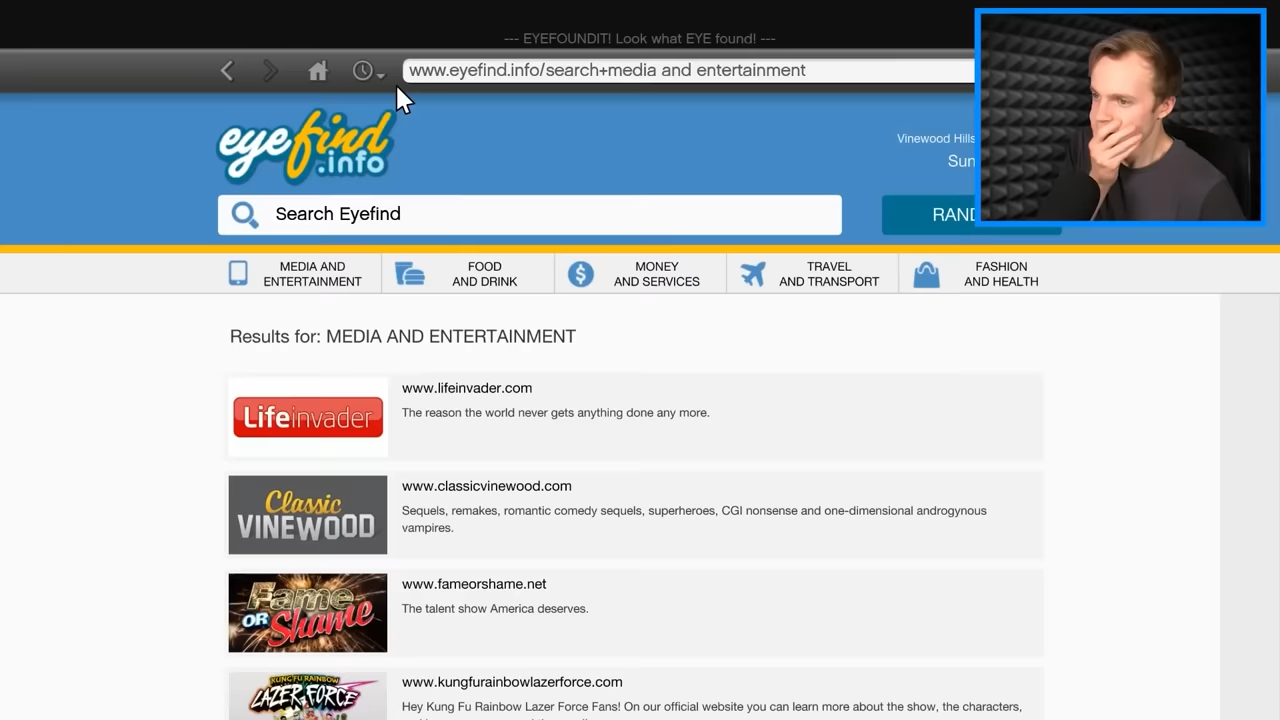 --- EYEFOUNDIT! Look what EYE found! ---
www.eyefind.info/search+media and entertainment
eyefind
.info
Vinewood Hills
Sun
Search Eyefind
RAND
MEDIA AND
ENTERTAINMENT
FOOD
AND DRINK
MONEY
AND SERVICES
TRAVEL
AND TRANSPORT
FASHION
AND HEALTH
Results for: MEDIA AND ENTERTAINMENT
Lifeinvader
www.lifeinvader.com
The reason the world never gets anything done any more.
Classic
VINEWOOD
www.classicvinewood.com
Sequels, remakes, romantic comedy sequels, superheroes, CGI nonsense and one-dimensional androgynous
vampires.
Fame
OR Shame
www.fameorshame.net
The talent show America deserves.
KUNG FU RAINBOW
LAZER FORCE
www.kungfurainbowlazerforce.com
Hey Kung Fu Rainbow Lazer Force Fans! On our official website you can learn more about the show, the characters,